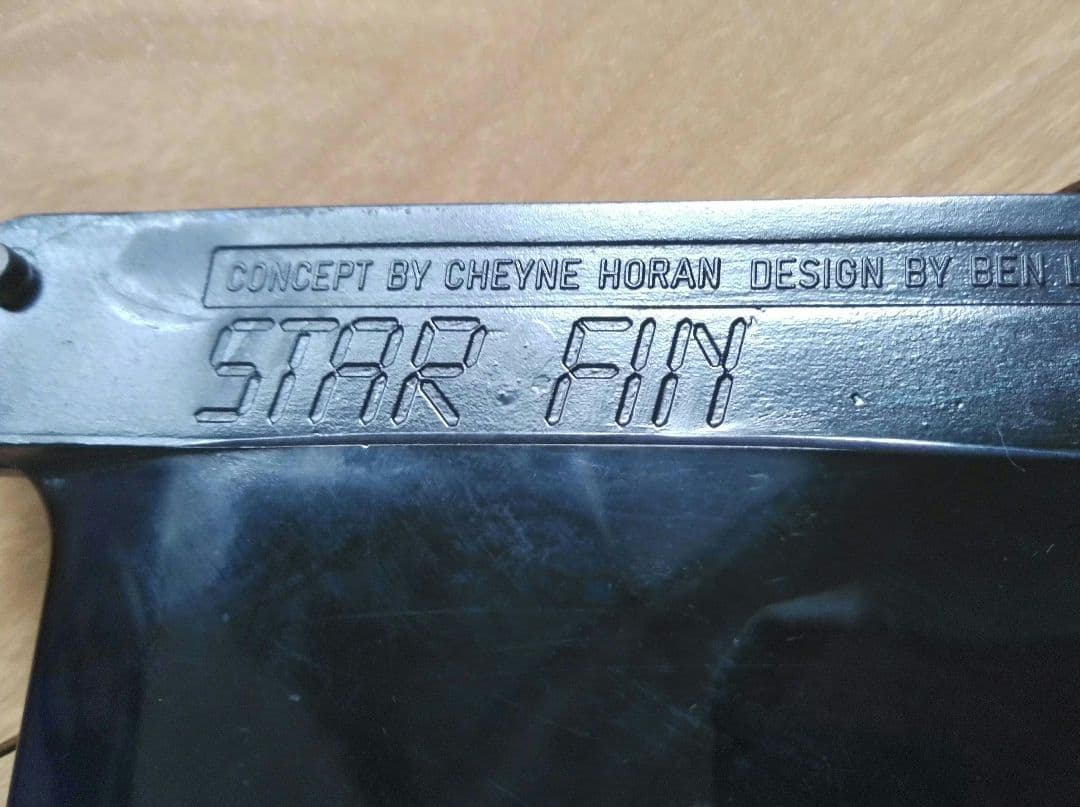 CONCEPT BY CHEYNE HORAN DESIGN BY BEN
STAR FIN